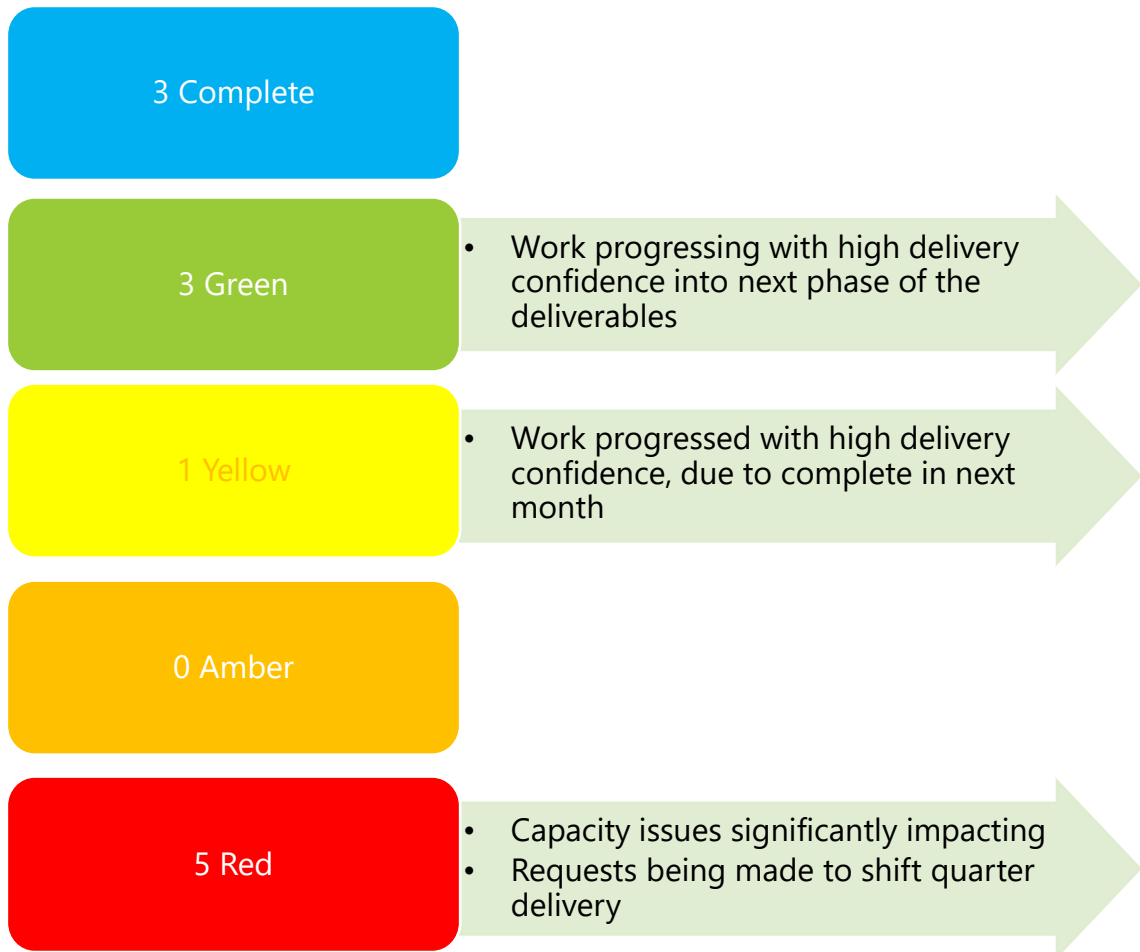 3 Complete
3 Green
• Work progressing with high delivery
confidence into next phase of the
deliverables
1 Yellow
• Work progressed with high delivery
confidence, due to complete in next
month
0 Amber
5 Red
• Capacity issues significantly impacting
• Requests being made to shift quarter
delivery